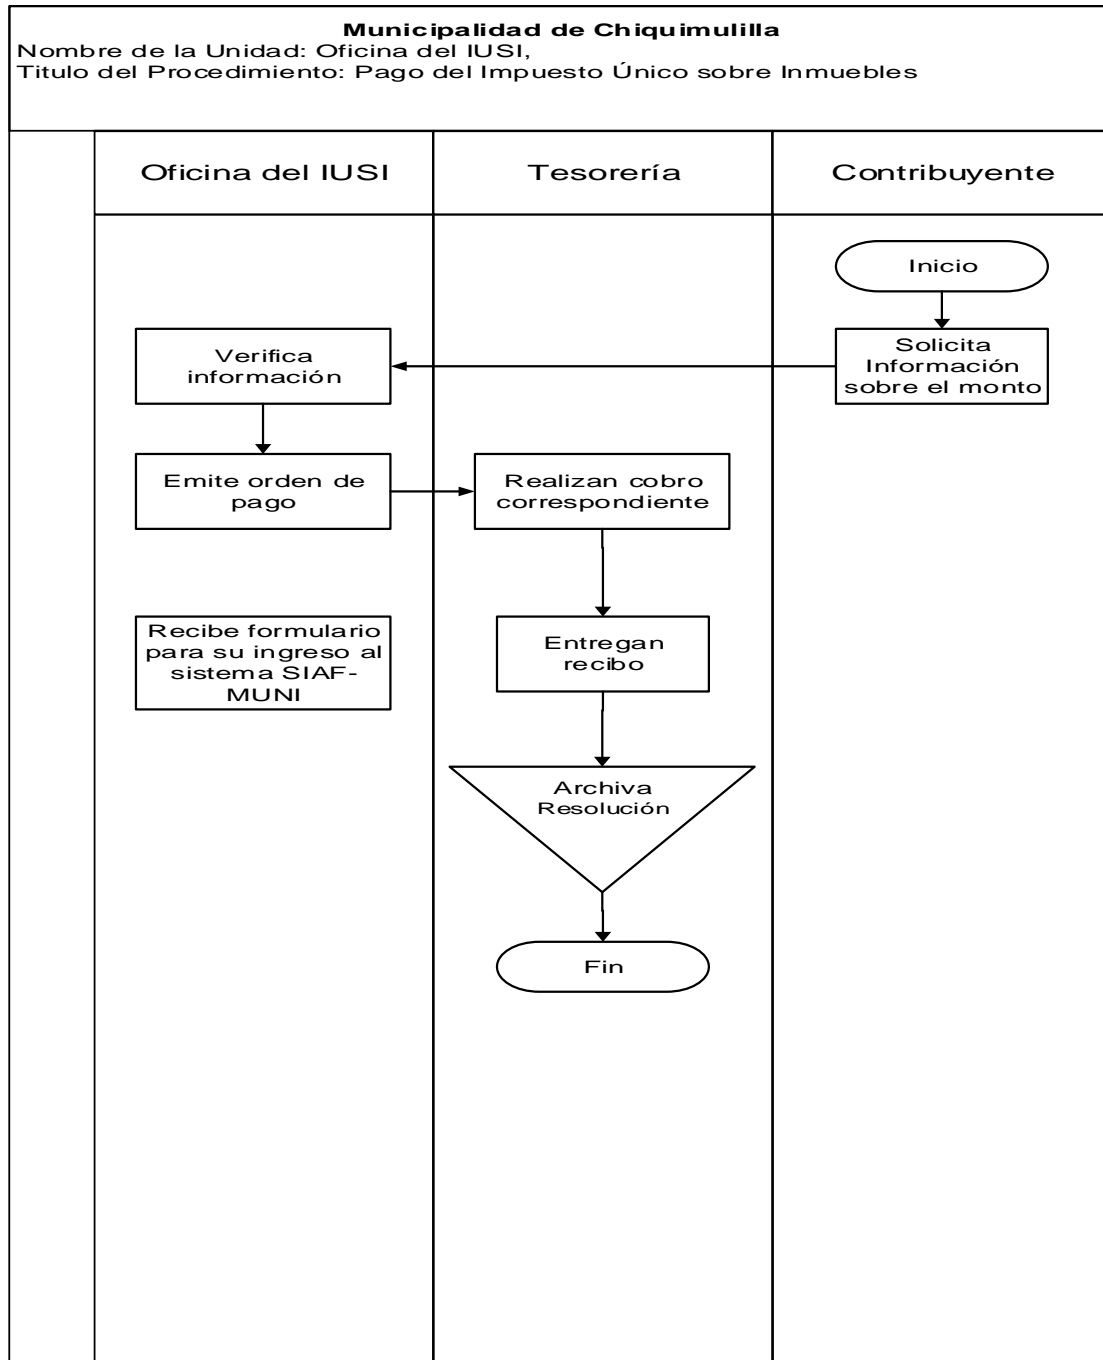 Municipalidad de Chiquimulilla
Nombre de la Unidad: Oficina del IUSI,
Titulo del Procedimiento: Pago del Impuesto Único sobre Inmuebles
Oficina del IUSI
Tesorería
Contribuyente
Inicio
Verifica
información
Solicita
Información
sobre el monto
Emite orden de
pago
Realizan cobro
correspondiente
Recibe formulario
para su ingreso al
sistema SIAF-
MUNI
Entregan
recibo
Archiva
Resolución
Fin